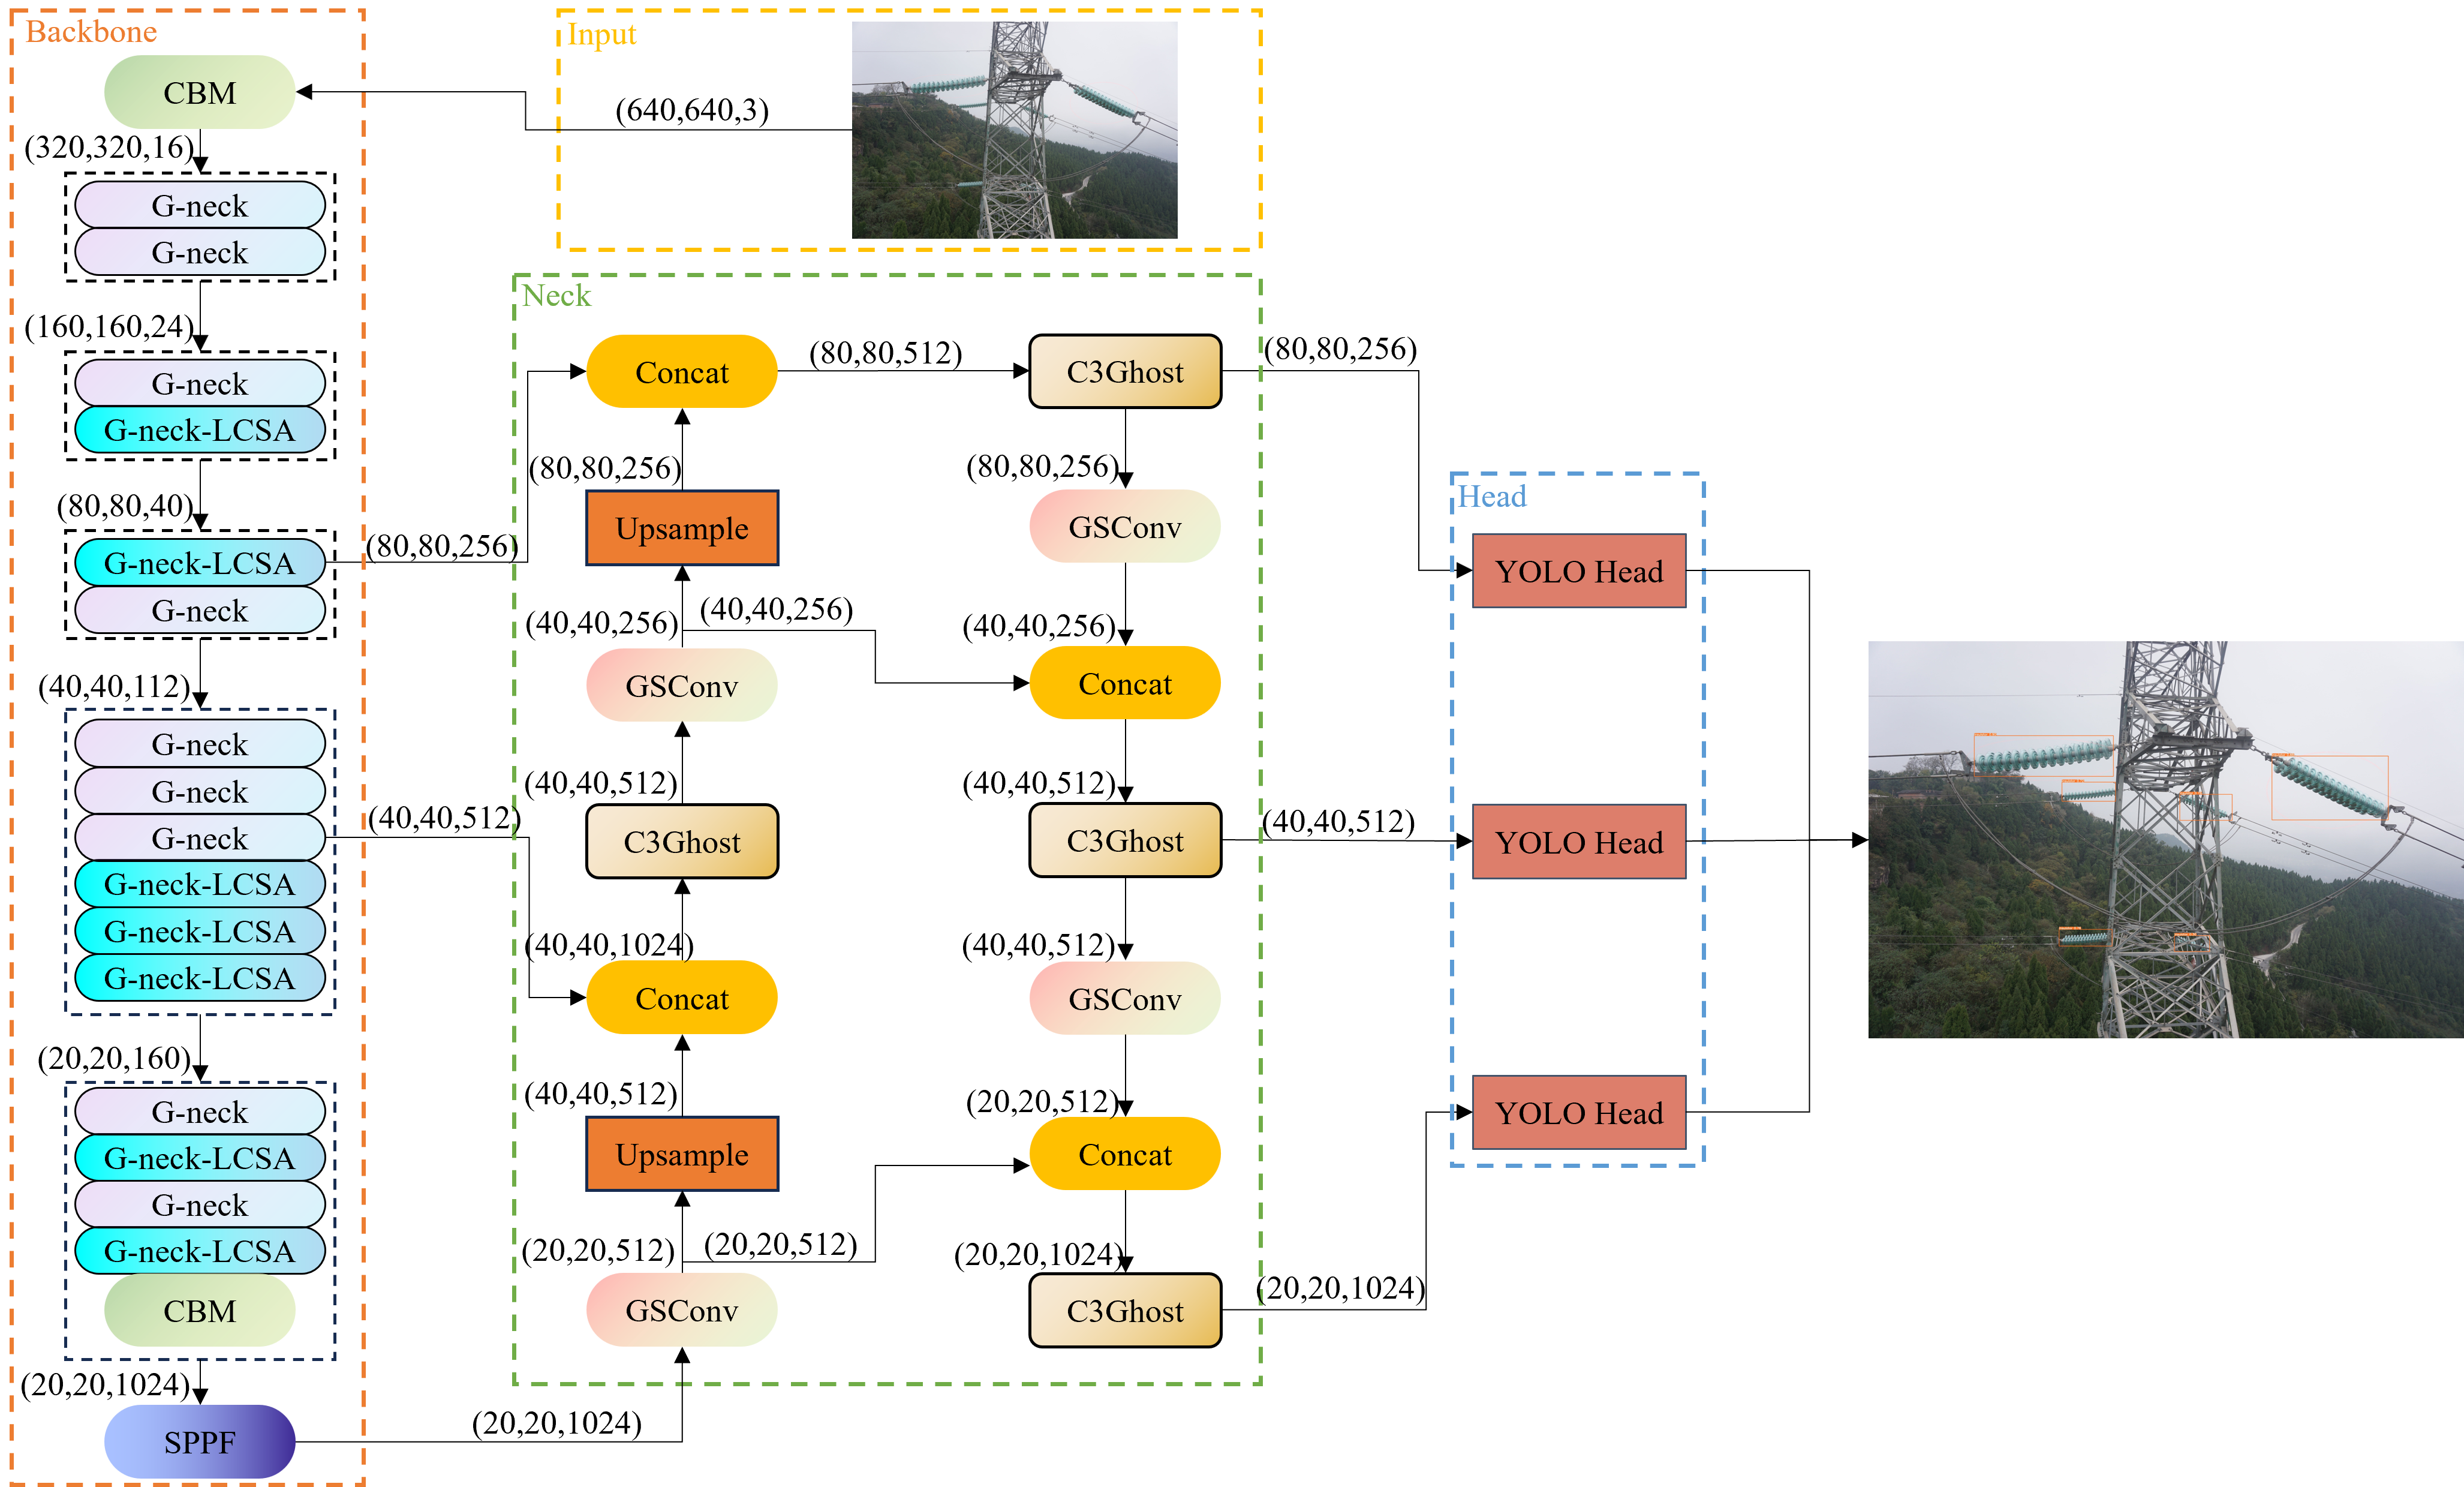 Backbone
CBM
(320,320,16)
G-neck
G-neck
(160,160,24)
G-neck
G-neck-LCSA
(80,80,40)
G-neck-LCSA
G-neck
(40,40,112)
G-neck
G-neck
G-neck
G-neck-LCSA
G-neck-LCSA
G-neck-LCSA
(20,20,160)
G-neck
G-neck-LCSA
G-neck
G-neck-LCSA
CBM
(20,20,1024)
SPPF
(80,80,256)
(40,40,512)
(20,20,1024)
Input
(640,640,3)
Neck
Concat
(80,80,512)
(80,80,256)
Upsample
(40,40,256)
(40,40,256)
GSConv
(40,40,512)
C3Ghost
(40,40,1024)
Concat
(40,40,512)
Upsample
(20,20,512)
(20,20,512)
GSConv
C3Ghost
(80,80,256)
GSConv
(40,40,256)
Concat
(40,40,512)
C3Ghost
(40,40,512)
GSConv
(20,20,512)
Concat
(20,20,1024)
C3Ghost
(80,80,256)
(40,40,512)
(20,20,1024)
Head
YOLO Head
YOLO Head
YOLO Head